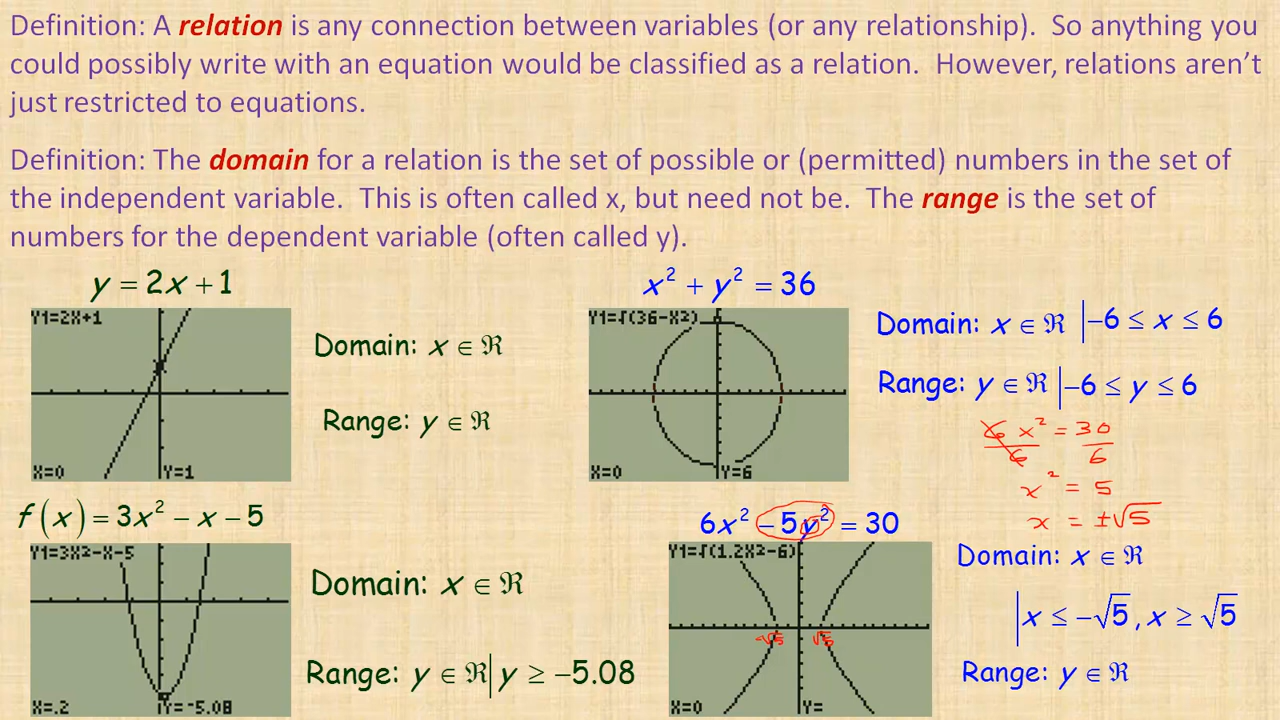 Definition: A relation is any connection between variables (or any relationship). So anything you
could possibly write with an equation would be classified as a relation. However, relations aren't
just restricted to equations.
Definition: The domain for a relation is the set of possible or (permitted) numbers in the set of
the independent variable. This is often called x, but need not be. The range is the set of
numbers for the dependent variable (often called y).
y = 2x + 1
Y1=2X+1
X=0 Y=1
Domain: x ∈ ℜ
Range: y ∈ ℜ
x² + y² = 36
Y1=√(36-X²)
X=0 Y=6
Domain: x ∈ ℜ |−6 ≤ x ≤ 6
Range: y ∈ ℜ |−6 ≤ y ≤ 6
6x² = 30
6 6
x² = 5
x = ±√5
f(x) = 3x² − x − 5
Y1=3X2-X-5
X=.2 Y=-5.08
Domain: x ∈ ℜ
Range: y ∈ ℜ| y ≥ −5.08
6x² − 5y² = 30
Y1=√(1.2X2-6)
-√5 √5
X=0 Y=
Domain: x ∈ ℜ
|x ≤ −√5 , x ≥ √5
Range: y ∈ ℜ